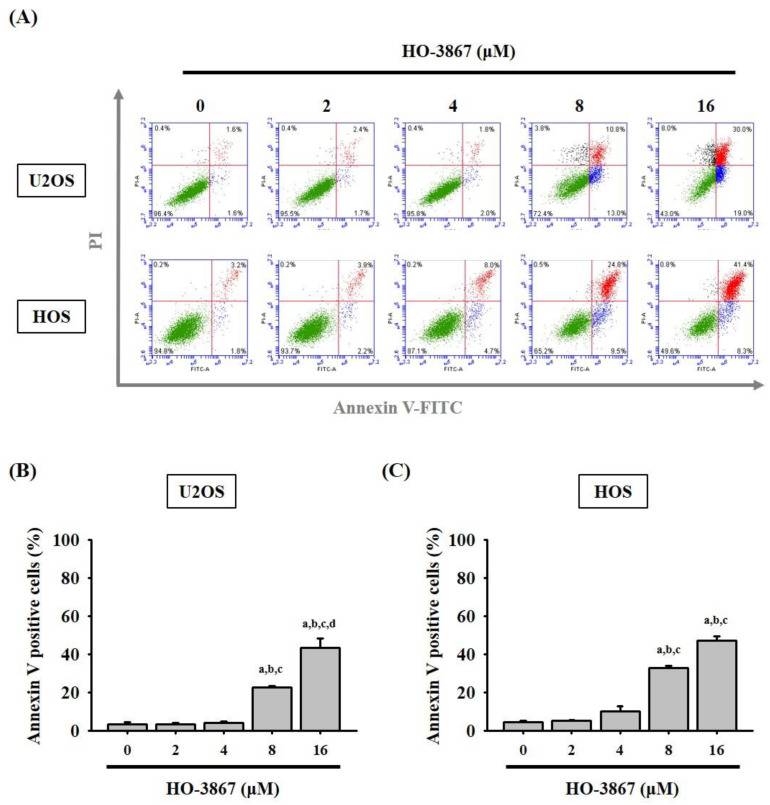 (A)
HO-3867 (μM)
0 2 4 8 16
U2OS
0.4% 1.6% 0.4% 2.4% 0.4% 1.8% 3.8% 10.8% 8.0% 30.0%
96.4% 1.6% 95.5% 1.7% 95.8% 2.0% 72.4% 13.0% 43.0% 19.0%
PI
HOS
0.2% 3.2% 0.2% 3.9% 0.2% 8.0% 0.5% 24.8% 0.8% 41.4%
94.8% 1.8% 93.7% 2.2% 87.1% 4.7% 65.2% 9.5% 49.6% 8.3%
FITC-A FITC-A FITC-A FITC-A FITC-A
Annexin V-FITC
(B)
U2OS
Annexin V positive cells (%)
100
80
60
40
20
0
a,b,c
a,b,c,d
0 2 4 8 16
HO-3867 (μM)
(C)
HOS
Annexin V positive cells (%)
100
80
60
40
20
0
a,b,c
a,b,c
0 2 4 8 16
HO-3867 (μM)